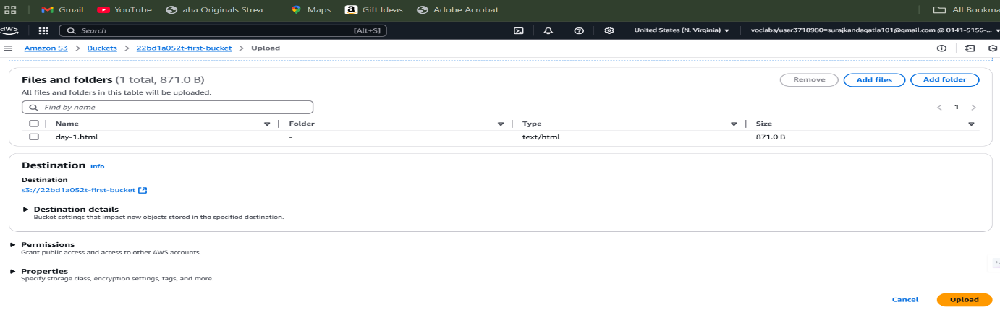 Gmail YouTube aha Originals Strea... Maps Gift Ideas Adobe Acrobat All Bookma
aws Search [Alt+S] United States (N. Virginia) voclabs/user3718980=surajkandagatla101@gmail.com @ 0141-5156-...
Amazon S3 > Buckets > 22bd1a052t-first-bucket > Upload
Files and folders (1 total, 871.0 B) Remove Add files Add folder
All files and folders in this table will be uploaded.
Find by name < 1 >
Name Folder Type Size
day-1.html - text/html 871.0 B
Destination Info
Destination
s3://22bd1a052t-first-bucket
Destination details
Bucket settings that impact new objects stored in the specified destination.
Permissions
Grant public access and access to other AWS accounts.
Properties
Specify storage class, encryption settings, tags, and more.
Cancel Upload